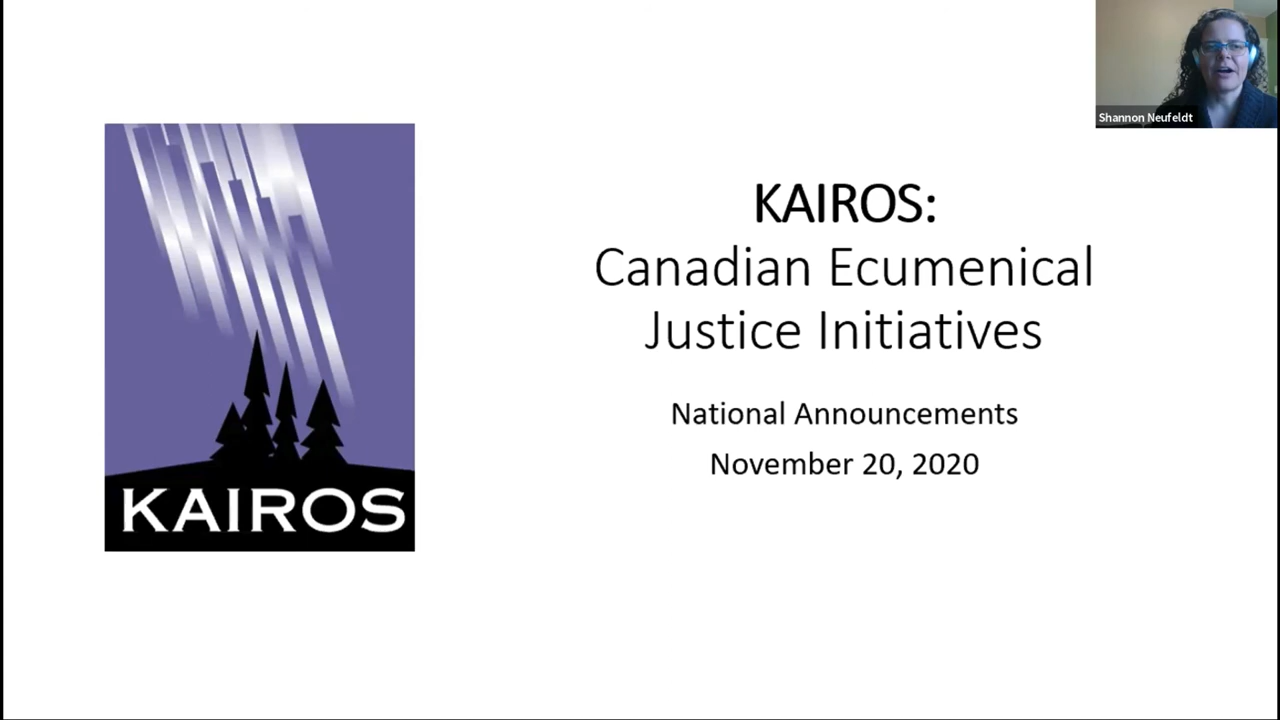 Shannon Neufeldt
KAIROS:
Canadian Ecumenical
Justice Initiatives
National Announcements
November 20, 2020
KAIROS